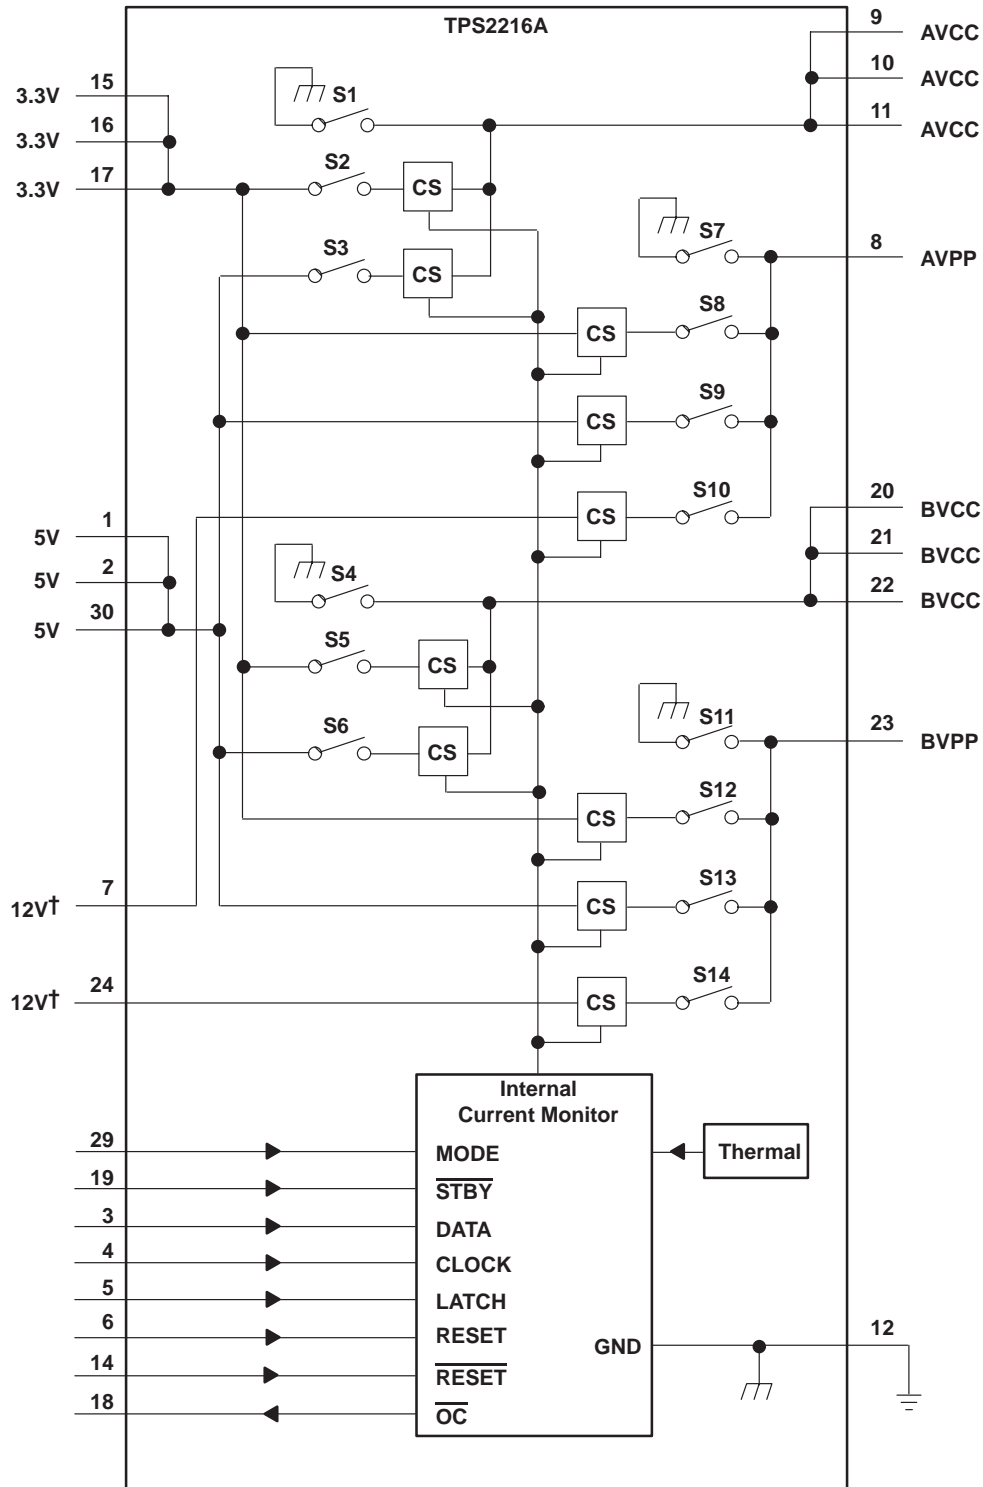 TPS2216A
9 AVCC
10 AVCC
11 AVCC
3.3V 15
3.3V 16
3.3V 17
S1
S2 CS
S3 CS
S7
8 AVPP
CS S8
CS S9
CS S10
5V 1
5V 2
5V 30
20 BVCC
21 BVCC
22 BVCC
S4
S5 CS
S6 CS
S11
23 BVPP
CS S12
CS S13
CS S14
12V† 7
12V† 24
Internal
Current Monitor
29 MODE
Thermal
19 STBY
3 DATA
4 CLOCK
5 LATCH
6 RESET
GND 12
14 RESET
18 OC